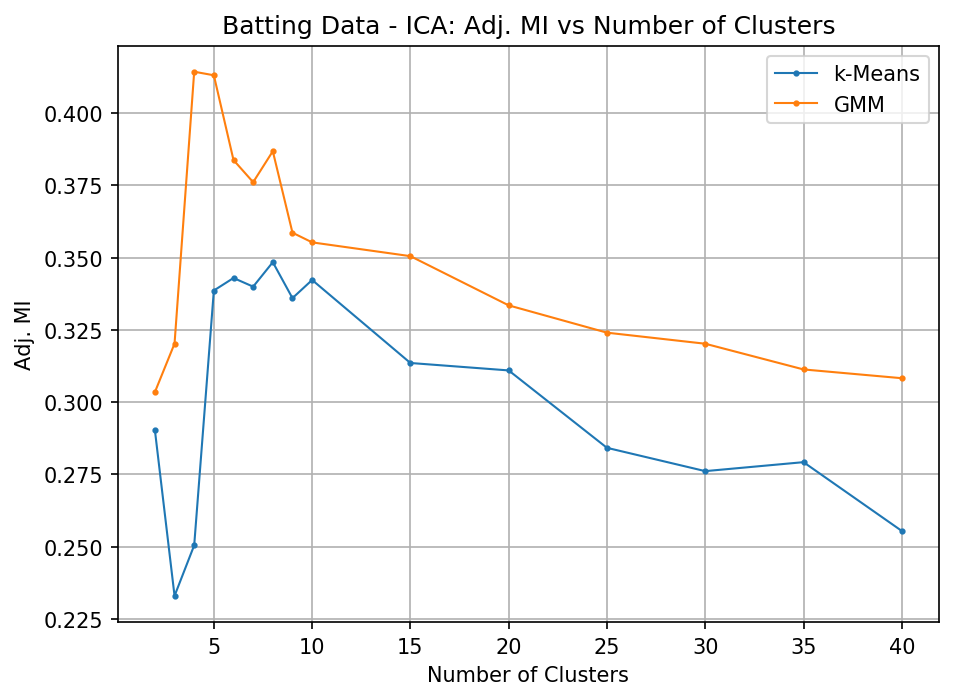 Batting Data - ICA: Adj. MI vs Number of Clusters
k-Means
GMM
Adj. MI
0.400
0.375
0.350
0.325
0.300
0.275
0.250
0.225
5 10 15 20 25 30 35 40
Number of Clusters